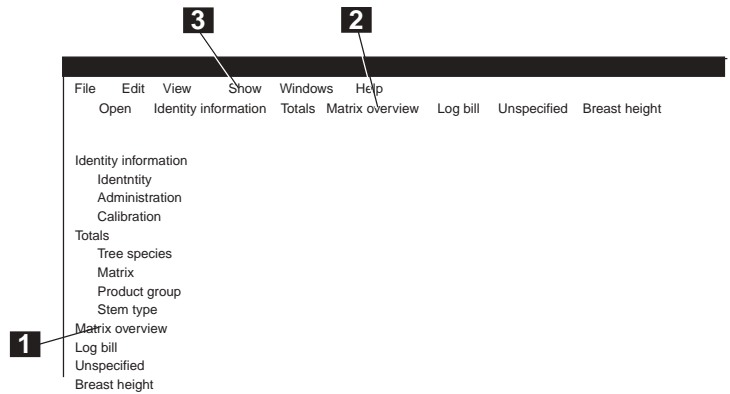 3
2
File Edit View Show Windows Help
Open Identity information Totals Matrix overview Log bill Unspecified Breast height
Identity information
Identntity
Administration
Calibration
Totals
Tree species
Matrix
Product group
Stem type
1
Matrix overview
Log bill
Unspecified
Breast height